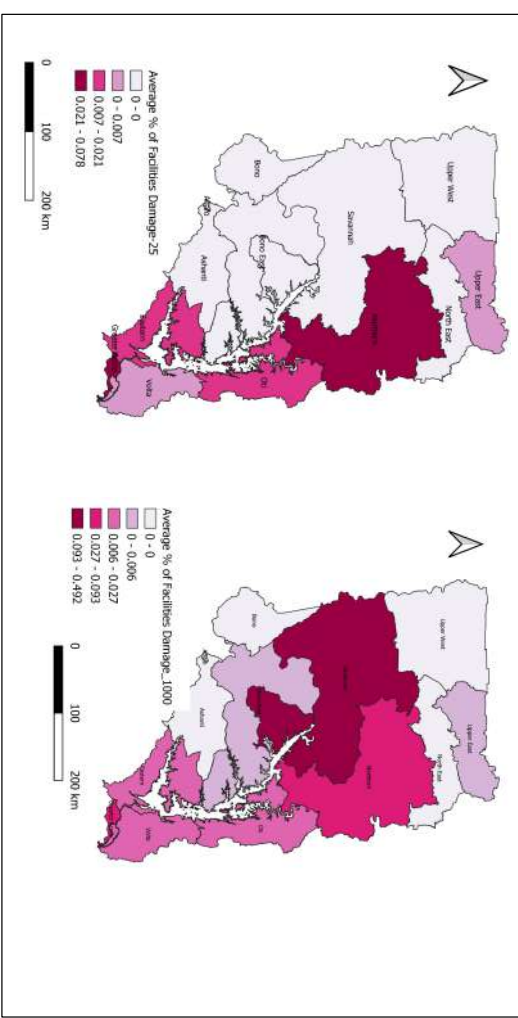 Upper West
Upper East
North East
Savannah
Bono
Ashanti
Oti
Volta
Average % of Facilities Damage-25
0 - 0
0 - 0.007
0.007 - 0.021
0.021 - 0.078
0
100
200 km
Upper West
Upper East
North East
Bono
Ashanti
Oti
Volta
Average % of Facilities Damage_1000
0 - 0
0 - 0.006
0.006 - 0.027
0.027 - 0.093
0.093 - 0.492
0
100
200 km